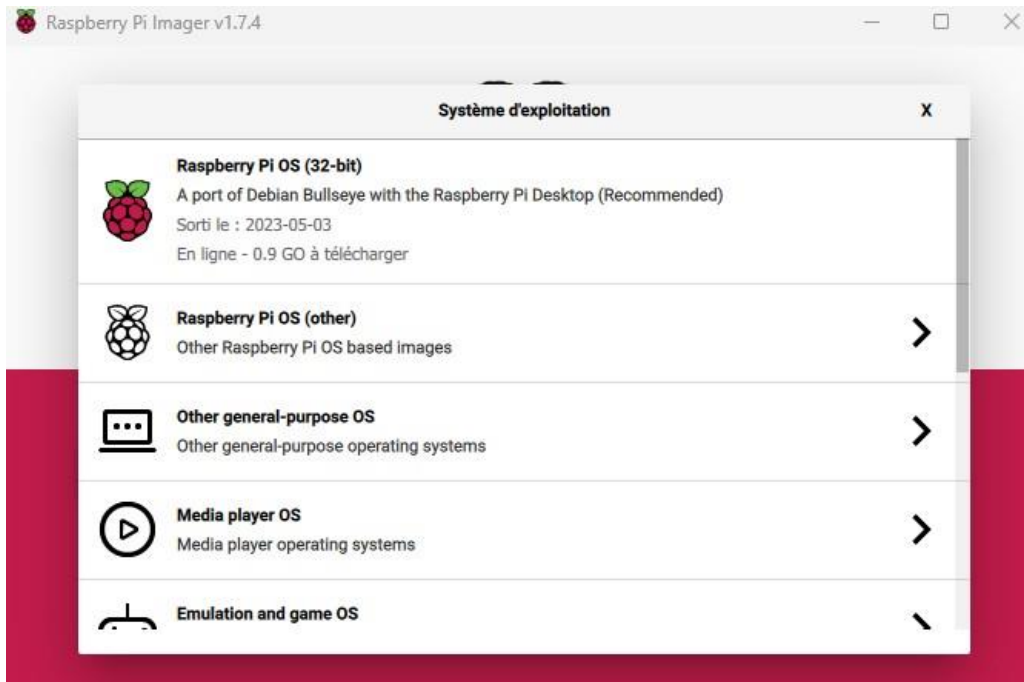 Raspberry Pi Imager v1.7.4
Système d'exploitation X
Raspberry Pi OS (32-bit)
A port of Debian Bullseye with the Raspberry Pi Desktop (Recommended)
Sorti le : 2023-05-03
En ligne - 0.9 GO à télécharger
Raspberry Pi OS (other)
Other Raspberry Pi OS based images
Other general-purpose OS
Other general-purpose operating systems
Media player OS
Media player operating systems
Emulation and game OS